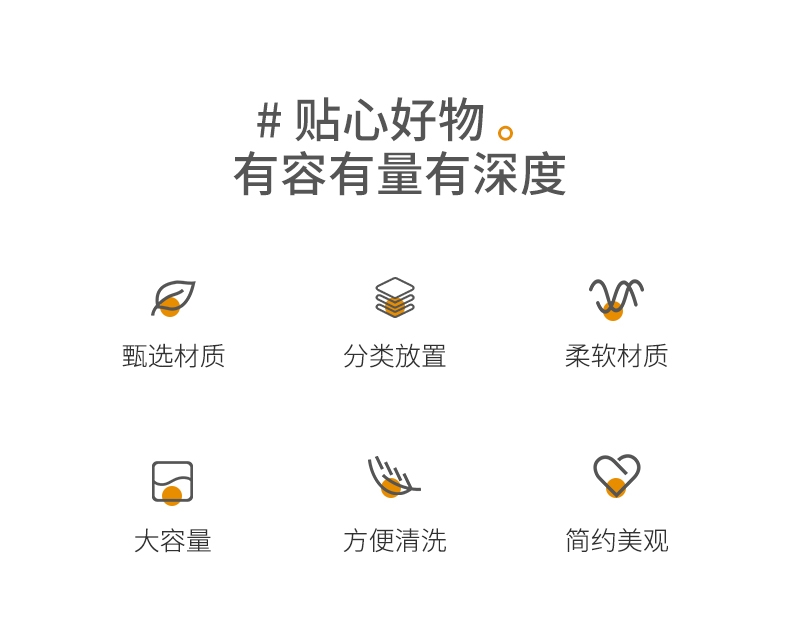 # 贴心好物。
有容有量有深度
甄选材质
分类放置
柔软材质
大容量
方便清洗
简约美观